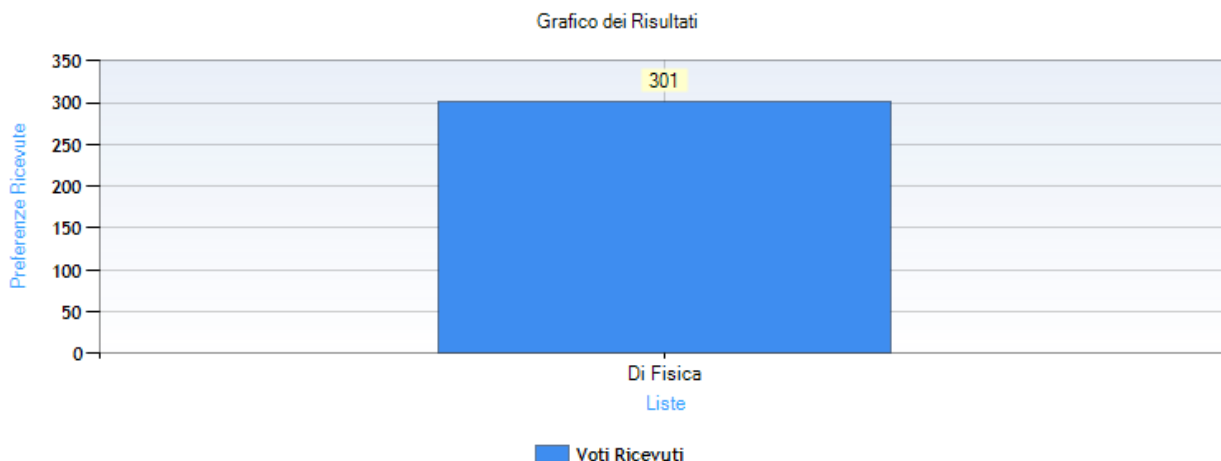 Grafico dei Risultati
Preferenze Ricevute
350
300
250
200
150
100
50
0
301
Di Fisica
Liste
Voti Ricevuti